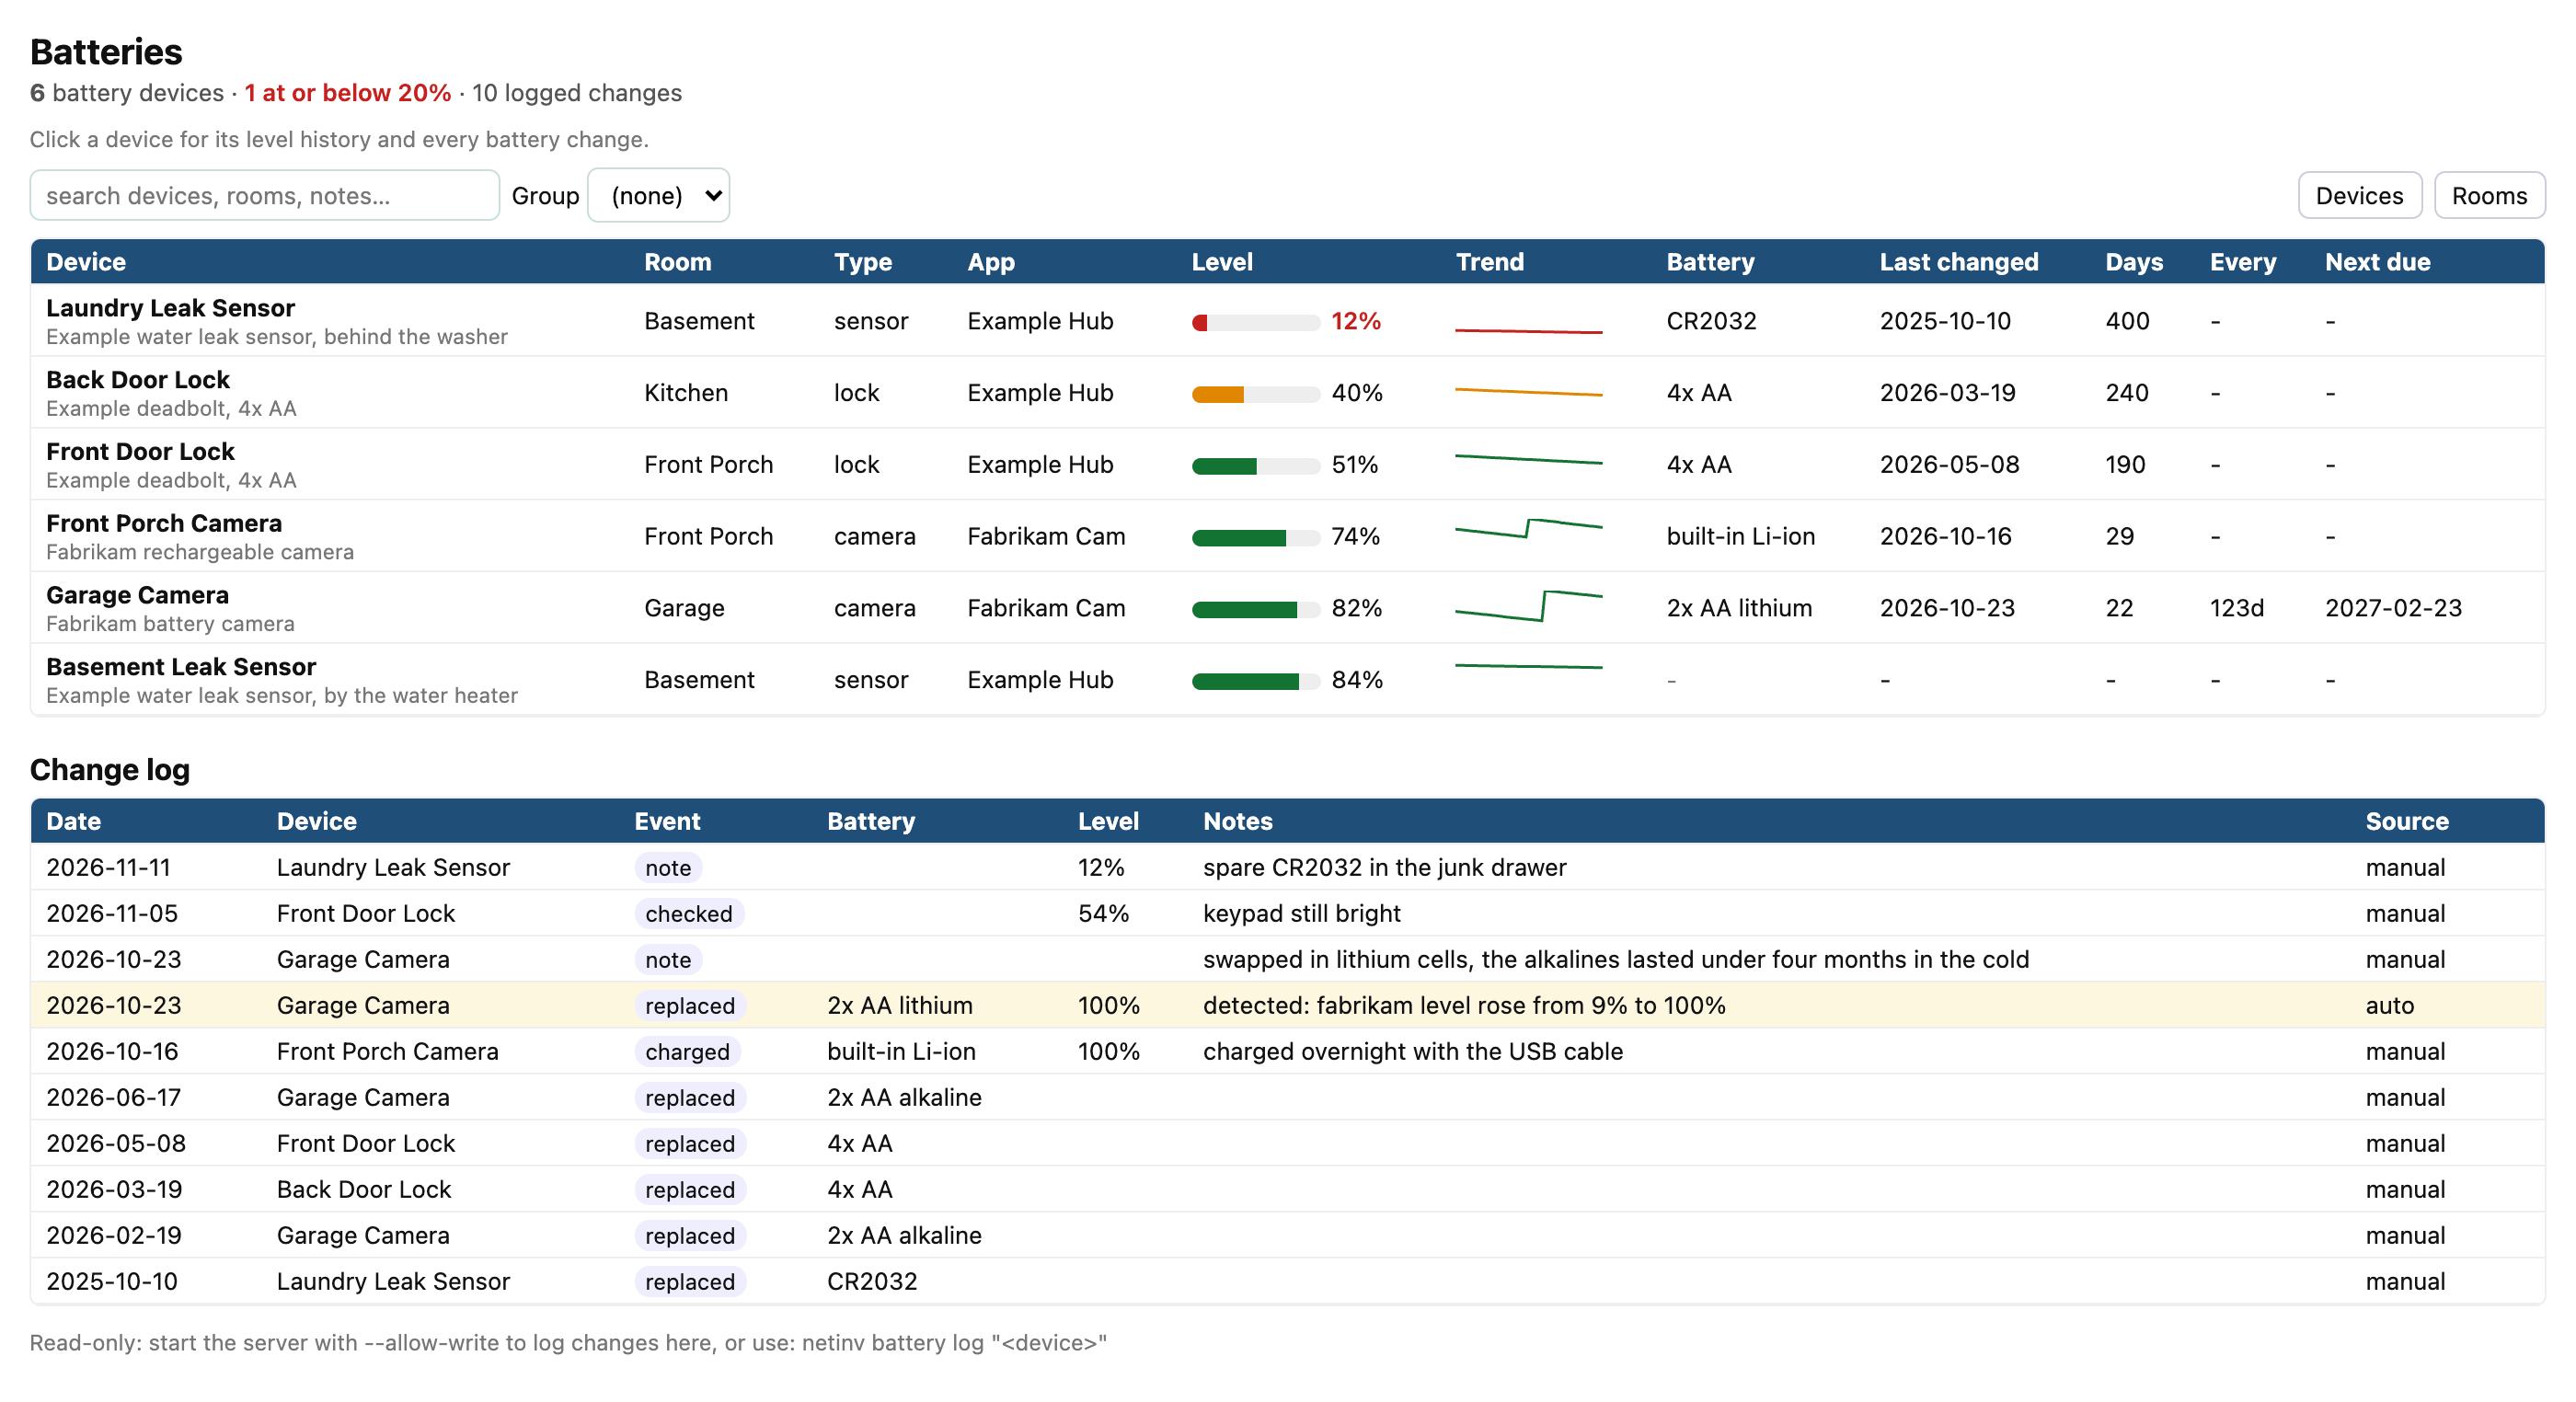 Batteries
6 battery devices · 1 at or below 20% · 10 logged changes
Click a device for its level history and every battery change.
search devices, rooms, notes... Group (none) Devices Rooms
Device Room Type App Level Trend Battery Last changed Days Every Next due
Laundry Leak Sensor
Example water leak sensor, behind the washer
Basement sensor Example Hub 12% CR2032 2025-10-10 400 - -
Back Door Lock
Example deadbolt, 4x AA
Kitchen lock Example Hub 40% 4x AA 2026-03-19 240 - -
Front Door Lock
Example deadbolt, 4x AA
Front Porch lock Example Hub 51% 4x AA 2026-05-08 190 - -
Front Porch Camera
Fabrikam rechargeable camera
Front Porch camera Fabrikam Cam 74% built-in Li-ion 2026-10-16 29 - -
Garage Camera
Fabrikam battery camera
Garage camera Fabrikam Cam 82% 2x AA lithium 2026-10-23 22 123d 2027-02-23
Basement Leak Sensor
Example water leak sensor, by the water heater
Basement sensor Example Hub 84% - - - - -
Change log
Date Device Event Battery Level Notes Source
2026-11-11 Laundry Leak Sensor note 12% spare CR2032 in the junk drawer manual
2026-11-05 Front Door Lock checked 54% keypad still bright manual
2026-10-23 Garage Camera note swapped in lithium cells, the alkalines lasted under four months in the cold manual
2026-10-23 Garage Camera replaced 2x AA lithium 100% detected: fabrikam level rose from 9% to 100% auto
2026-10-16 Front Porch Camera charged built-in Li-ion 100% charged overnight with the USB cable manual
2026-06-17 Garage Camera replaced 2x AA alkaline manual
2026-05-08 Front Door Lock replaced 4x AA manual
2026-03-19 Back Door Lock replaced 4x AA manual
2026-02-19 Garage Camera replaced 2x AA alkaline manual
2025-10-10 Laundry Leak Sensor replaced CR2032 manual
Read-only: start the server with --allow-write to log changes here, or use: netinv battery log "<device>"